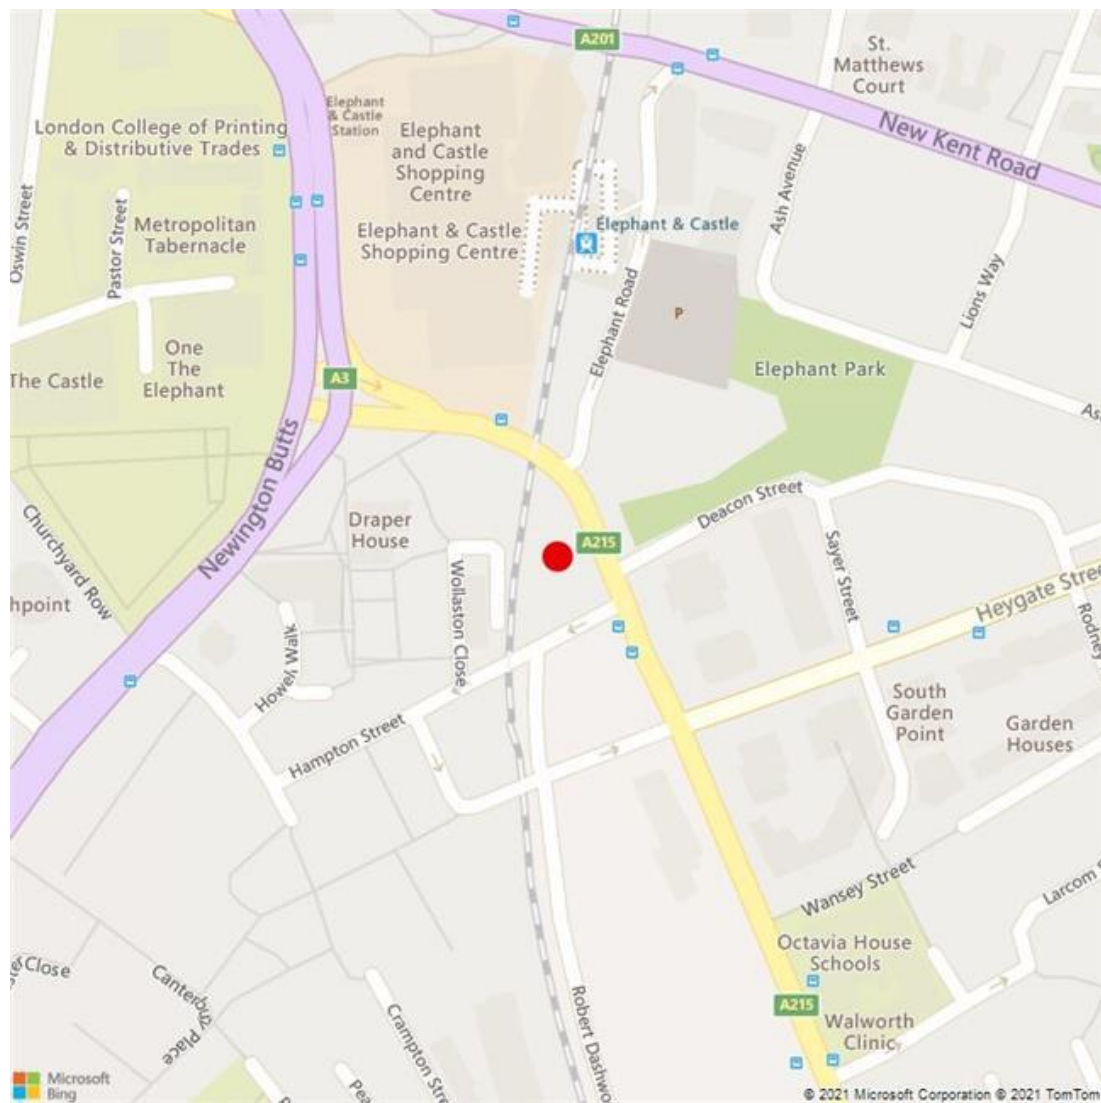 A201
St.
Matthews
Court
Elephant
& Castle
Station
London College of Printing
& Distributive Trades
Elephant
and Castle
Shopping
Centre
New Kent Road
Oswin Street
Pastor Street
Metropolitan
Tabernacle
Elephant & Castle
Shopping Centre
Elephant & Castle
Ash Avenue
Lions Way
Elephant Road
P
One
The
Elephant
The Castle
A3
Elephant Park
As
Newington Butts
Churchyard Row
Draper
House
Deacon Street
A215
Wollaston Close
Sayer Street
Heygate Stree
hpoint
Rodney
Howell Walk
South
Garden
Point
Garden
Houses
Hampton Street
Wansey Street
Larcom
Octavia House
Schools
Close
Canterbury Place
Crampton Stre
Robert Dashwo
A215
Walworth
Clinic
Pea
Microsoft
Bing
© 2021 Microsoft Corporation © 2021 TomTom